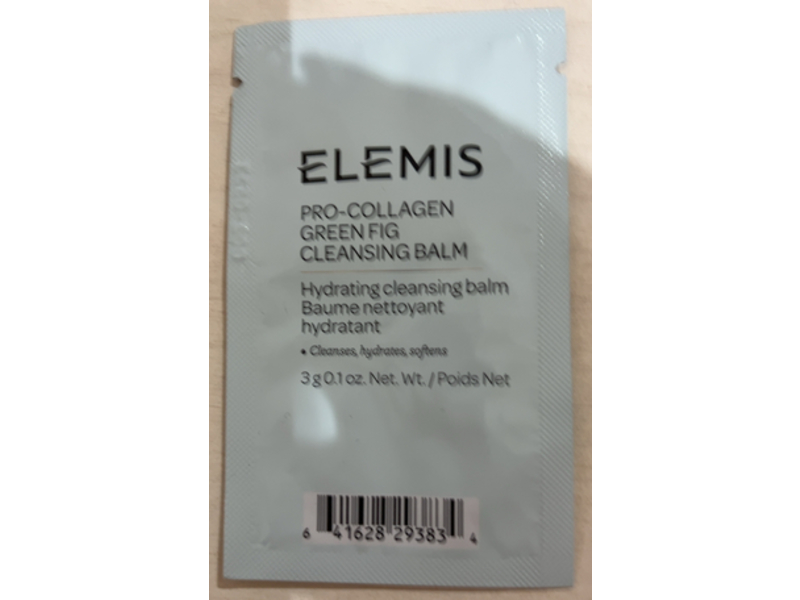 ELEMIS
PRO-COLLAGEN
GREEN FIG
CLEANSING BALM
Hydrating cleansing balm
Baume nettoyant
hydratant
• Cleanses, hydrates, softens
3 g 0.1 oz. Net. Wt. / Poids Net
6 41628 29383 4